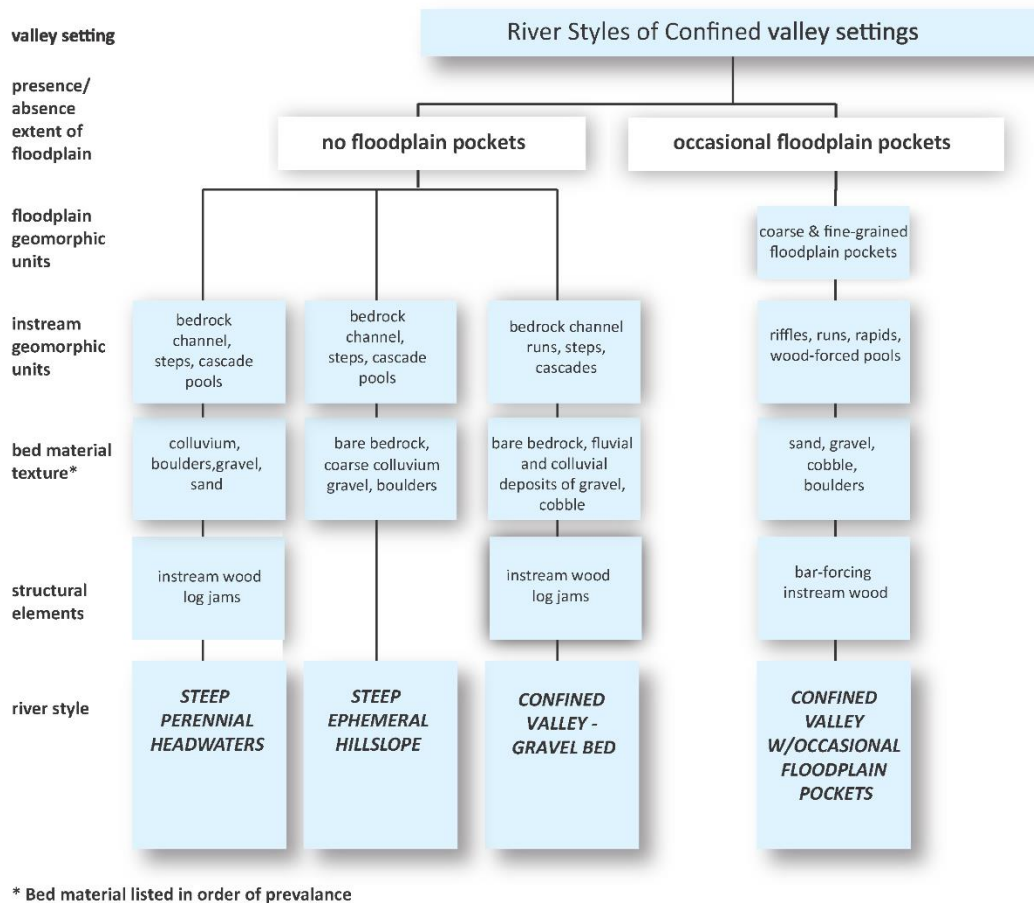 valley setting
River Styles of Confined valley settings
presence/
absence
extent of
floodplain
no floodplain pockets
occasional floodplain pockets
floodplain
geomorphic
units
coarse & fine-grained
floodplain pockets
instream
geomorphic
units
bedrock
channel,
steps, cascade
pools
bedrock
channel,
steps, cascade
pools
bedrock channel
runs, steps,
cascades
riffles, runs, rapids,
wood-forced pools
bed material
texture*
colluvium,
boulders,gravel,
sand
bare bedrock,
coarse colluvium
gravel, boulders
bare bedrock, fluvial
and colluvial
deposits of gravel,
cobble
sand, gravel,
cobble,
boulders
structural
elements
instream wood
log jams
instream wood
log jams
bar-forcing
instream wood
river style
STEEP
PERENNIAL
HEADWATERS
STEEP
EPHEMERAL
HILLSLOPE
CONFINED
VALLEY -
GRAVEL BED
CONFINED
VALLEY
W/OCCASIONAL
FLOODPLAIN
POCKETS
* Bed material listed in order of prevalance